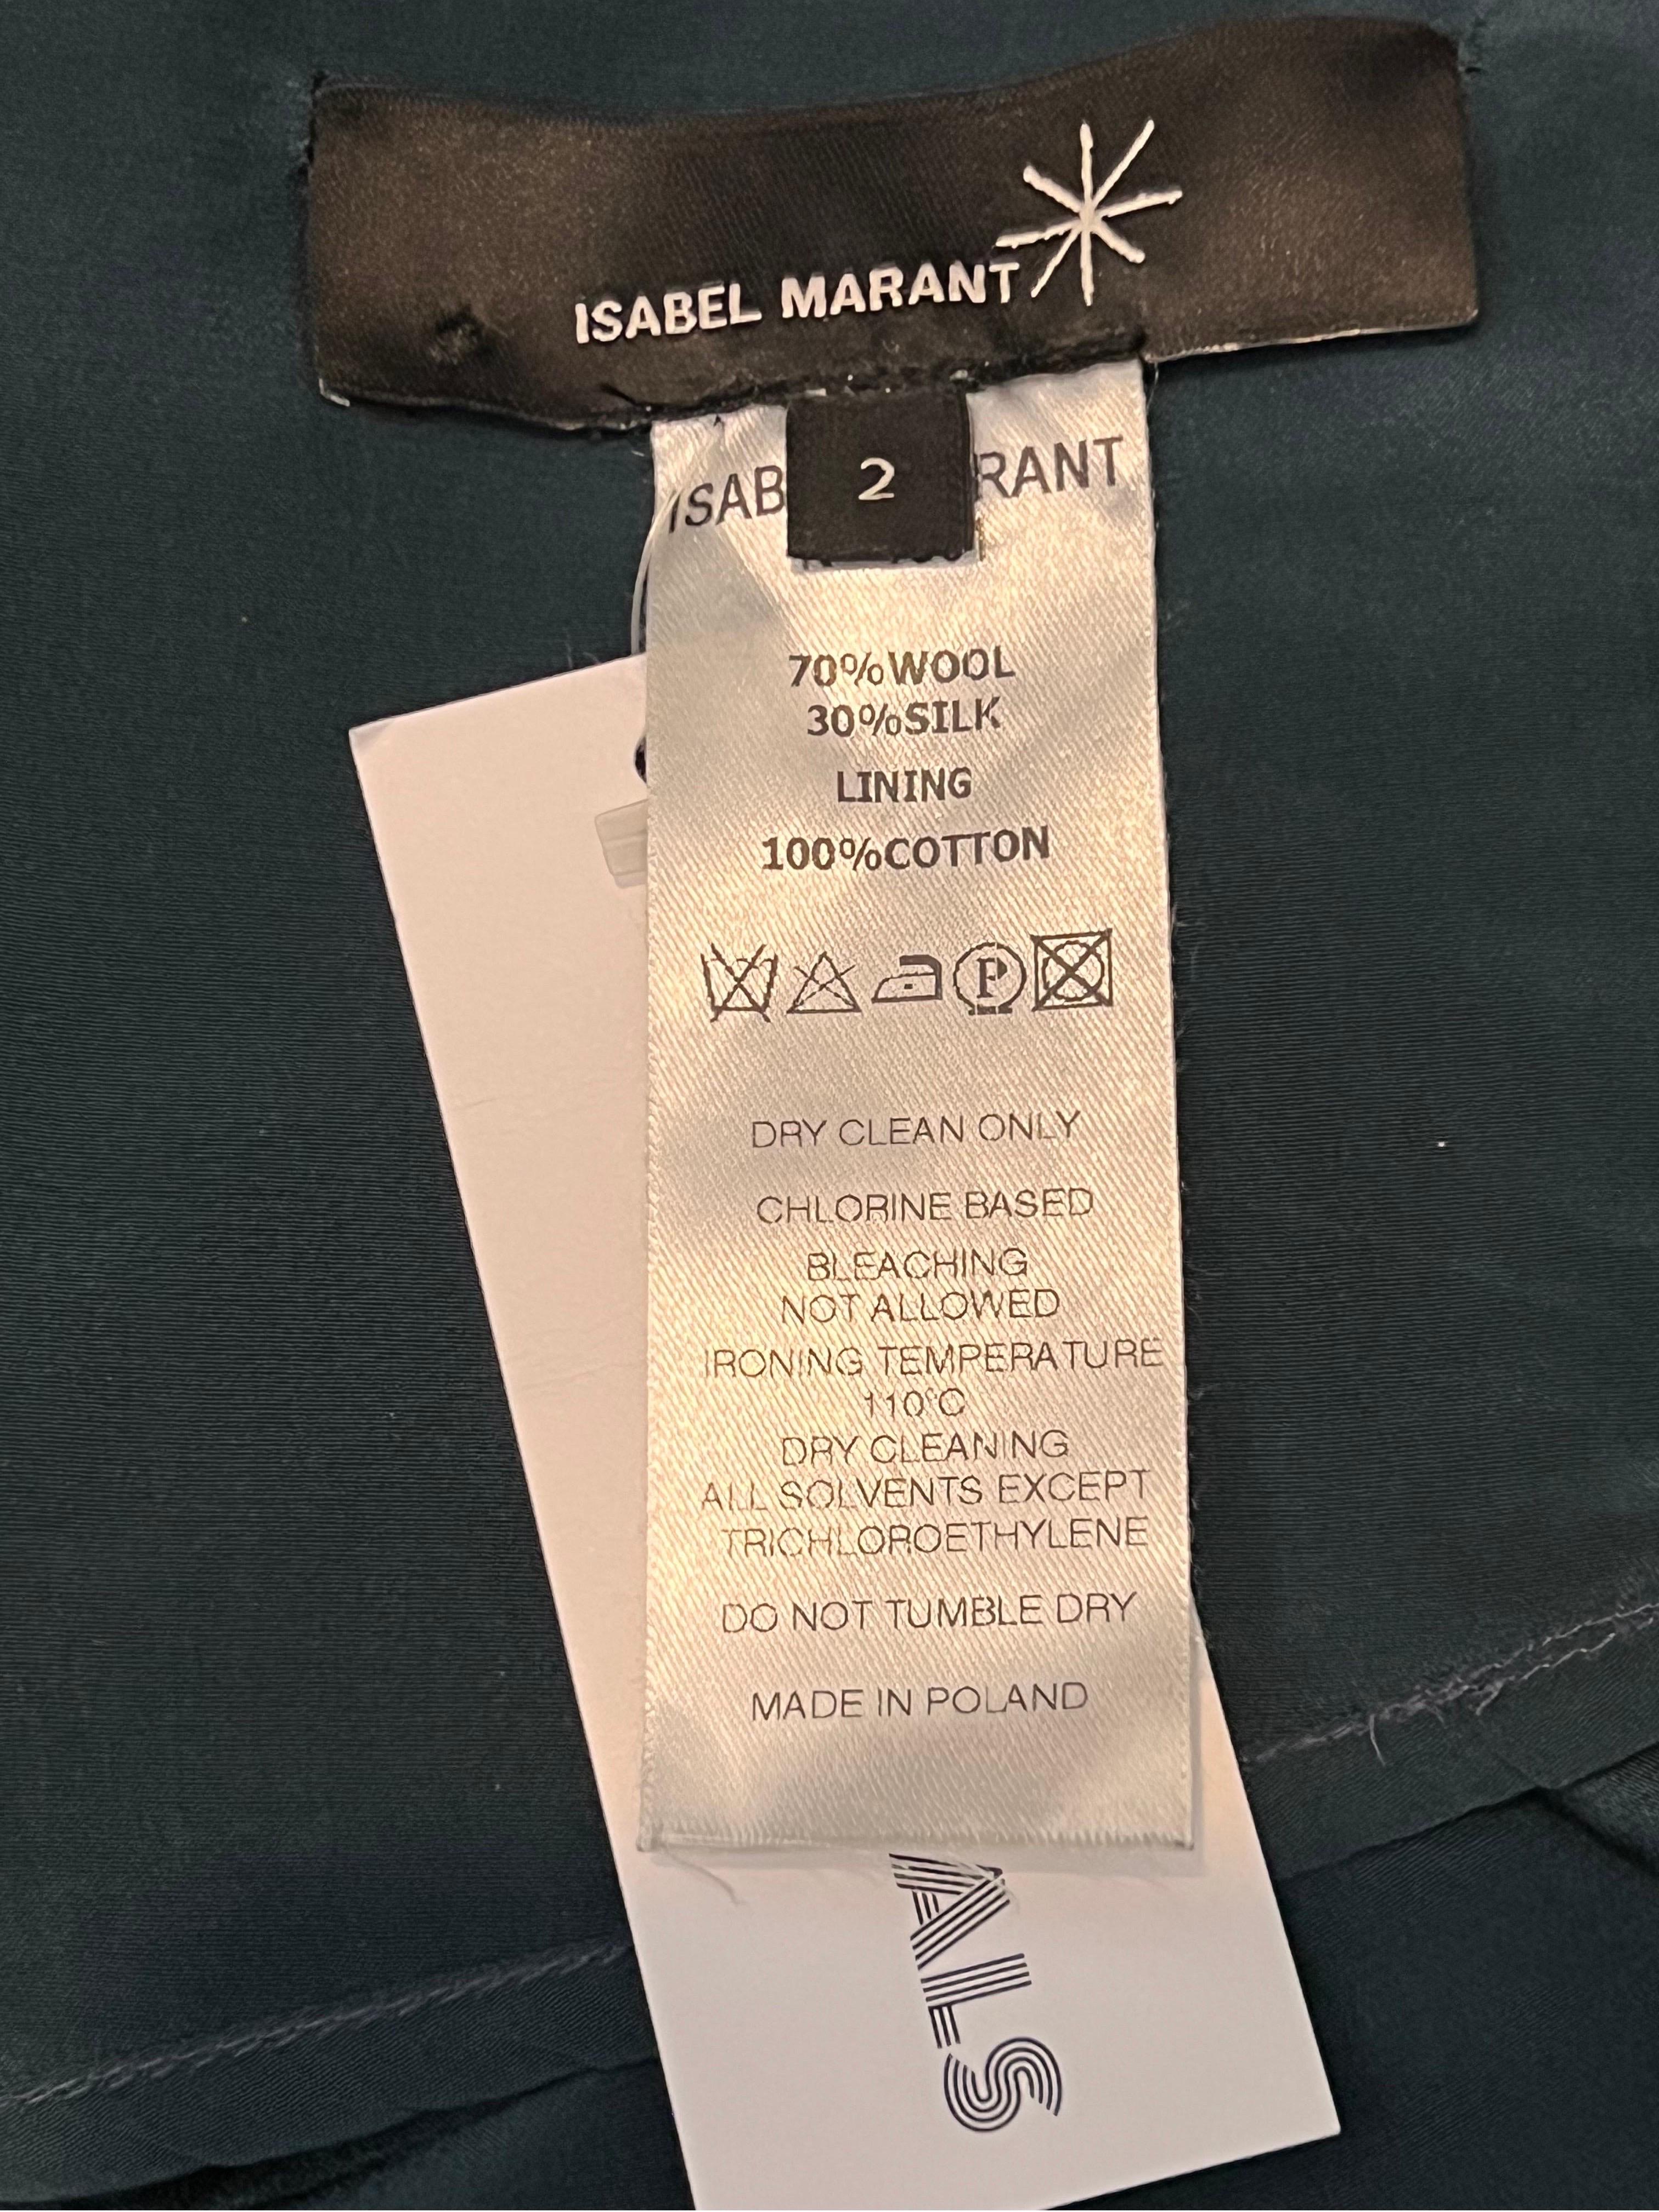 ISABEL MARANT
ISAB
2
RANT
70%WOOL
30%SILK
LINING
100%COTTON
P
DRY CLEAN ONLY
CHLORINE BASED
BLEACHING
NOT ALLOWED
IRONING TEMPERATURE
110°C
DRY CLEANING
ALL SOLVENTS EXCEPT
TRICHLOROETHYLENE
DO NOT TUMBLE DRY
MADE IN POLAND
ALS